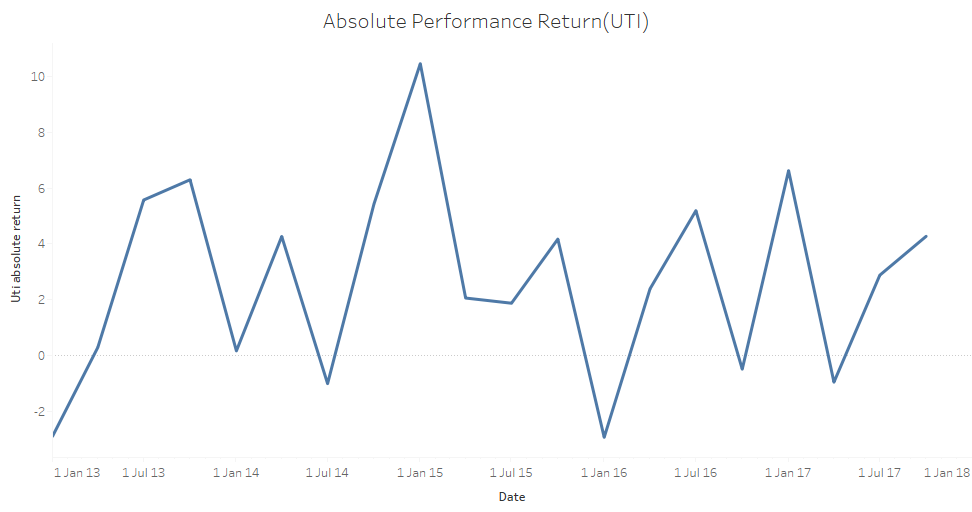 Absolute Performance Return(UTI)
10
8
6
4
2
0
-2
Uti absolute return
1 Jan 13 1 Jul 13 1 Jan 14 1 Jul 14 1 Jan 15 1 Jul 15 1 Jan 16 1 Jul 16 1 Jan 17 1 Jul 17 1 Jan 18
Date